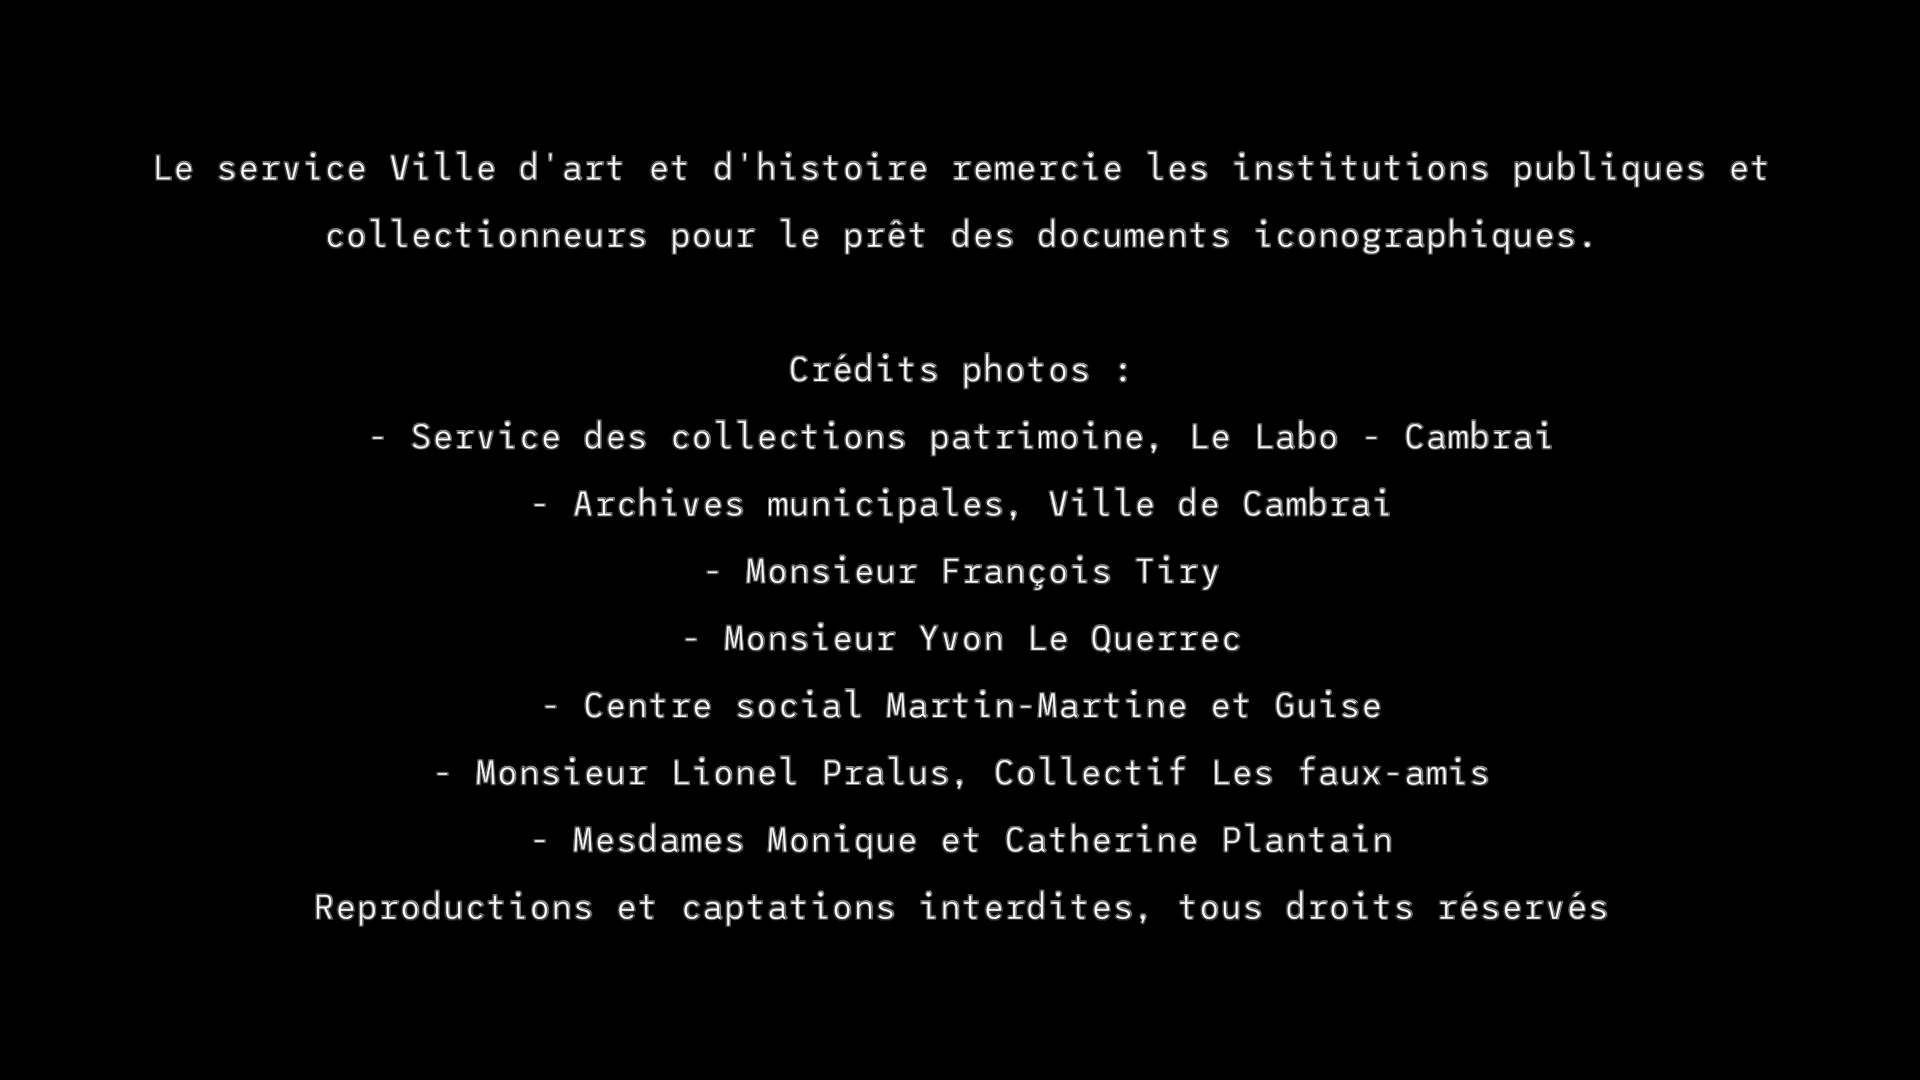 Le service Ville d'art et d'histoire remercie les institutions publiques et
collectionneurs pour le prêt des documents iconographiques.
Crédits photos :
- Service des collections patrimoine, Le Labo - Cambrai
- Archives municipales, Ville de Cambrai
- Monsieur François Tiry
- Monsieur Yvon Le Querrec
- Centre social Martin-Martine et Guise
- Monsieur Lionel Pralus, Collectif Les faux-amis
- Mesdames Monique et Catherine Plantain
Reproductions et captations interdites, tous droits réservés